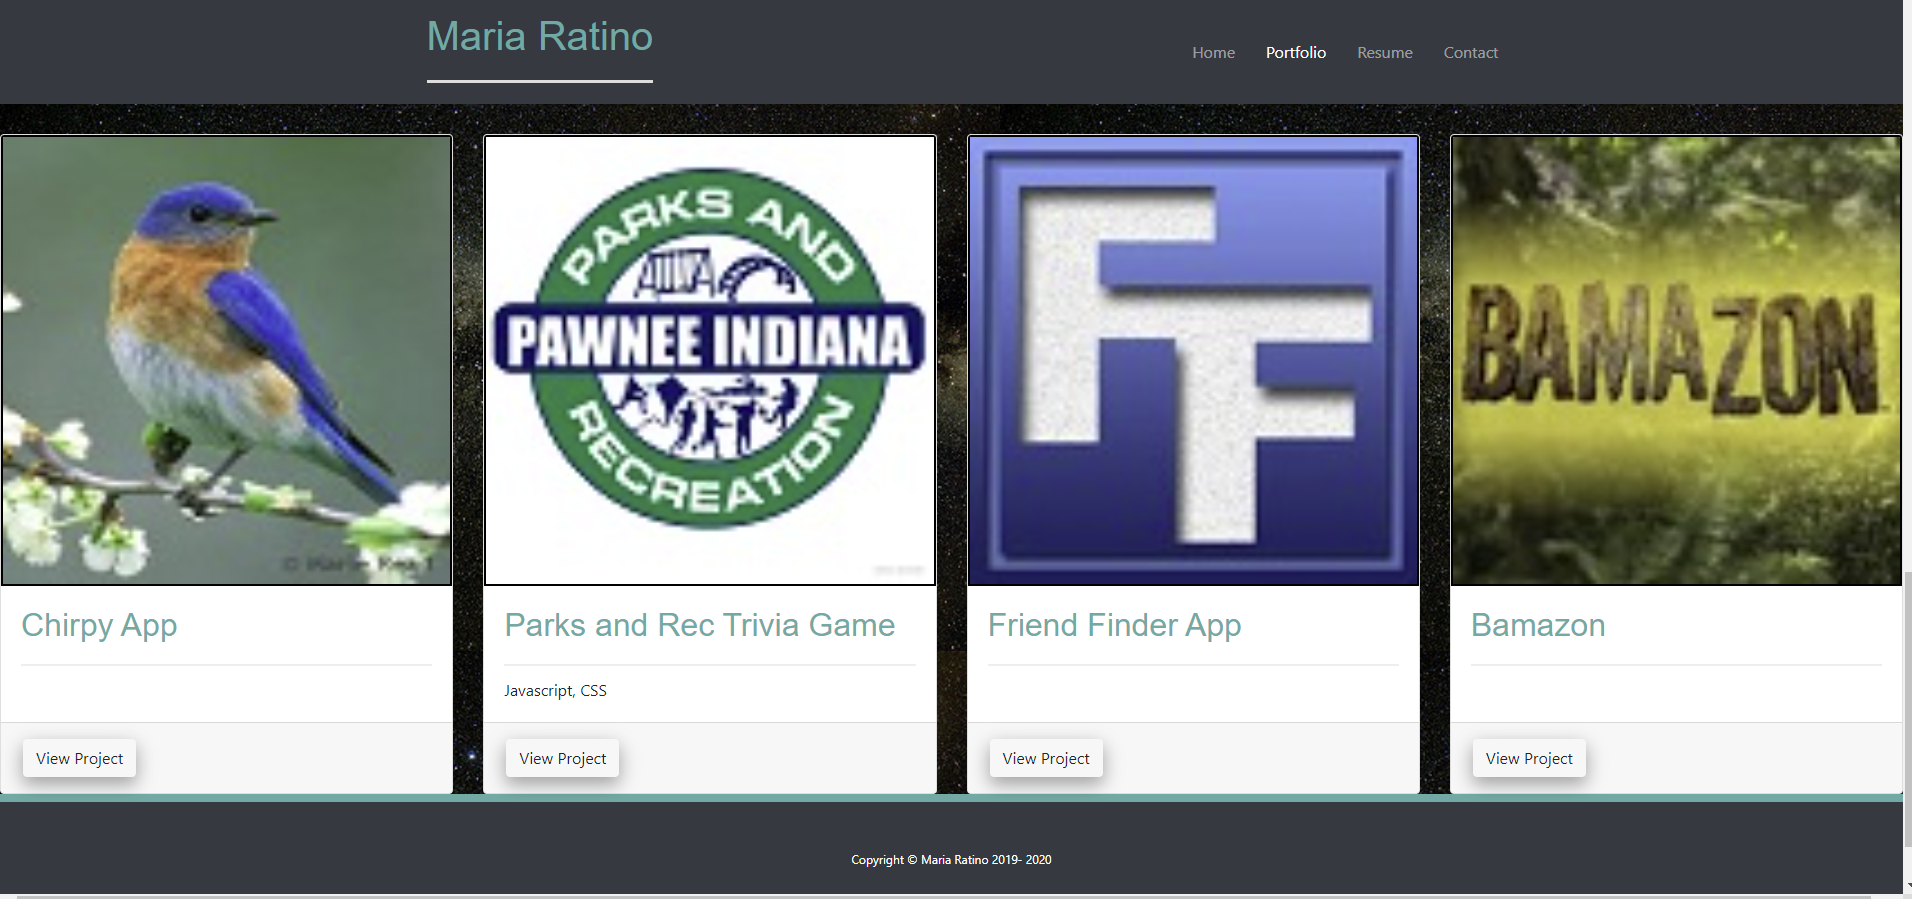 Maria Ratino
Home Portfolio Resume Contact
PARKS AND
PAWNEE INDIANA
RECREATION
FF
BAMAZON
Chirpy App
Parks and Rec Trivia Game
Friend Finder App
Bamazon
Javascript, CSS
View Project
View Project
View Project
View Project
Copyright © Maria Ratino 2019- 2020